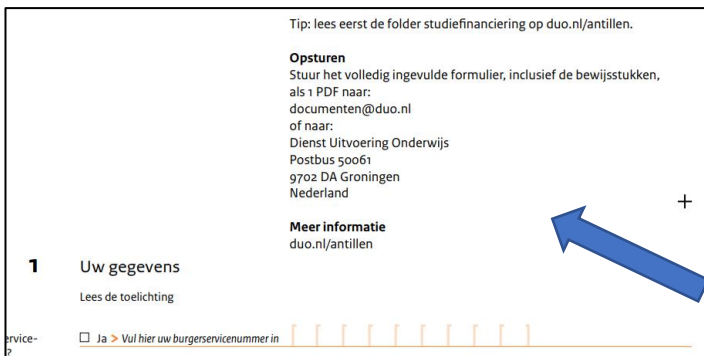 Tip: lees eerst de folder studiefinanciering op duo.nl/antillen.
Opsturen
Stuur het volledig ingevulde formulier, inclusief de bewijsstukken,
als 1 PDF naar:
documenten@duo.nl
of naar:
Dienst Uitvoering Onderwijs
Postbus 50061
9702 DA Groningen
Nederland
Meer informatie
duo.nl/antillen
1 Uw gegevens
Lees de toelichting
ervice-
?
Ja > Vul hier uw burgerservicenummer in